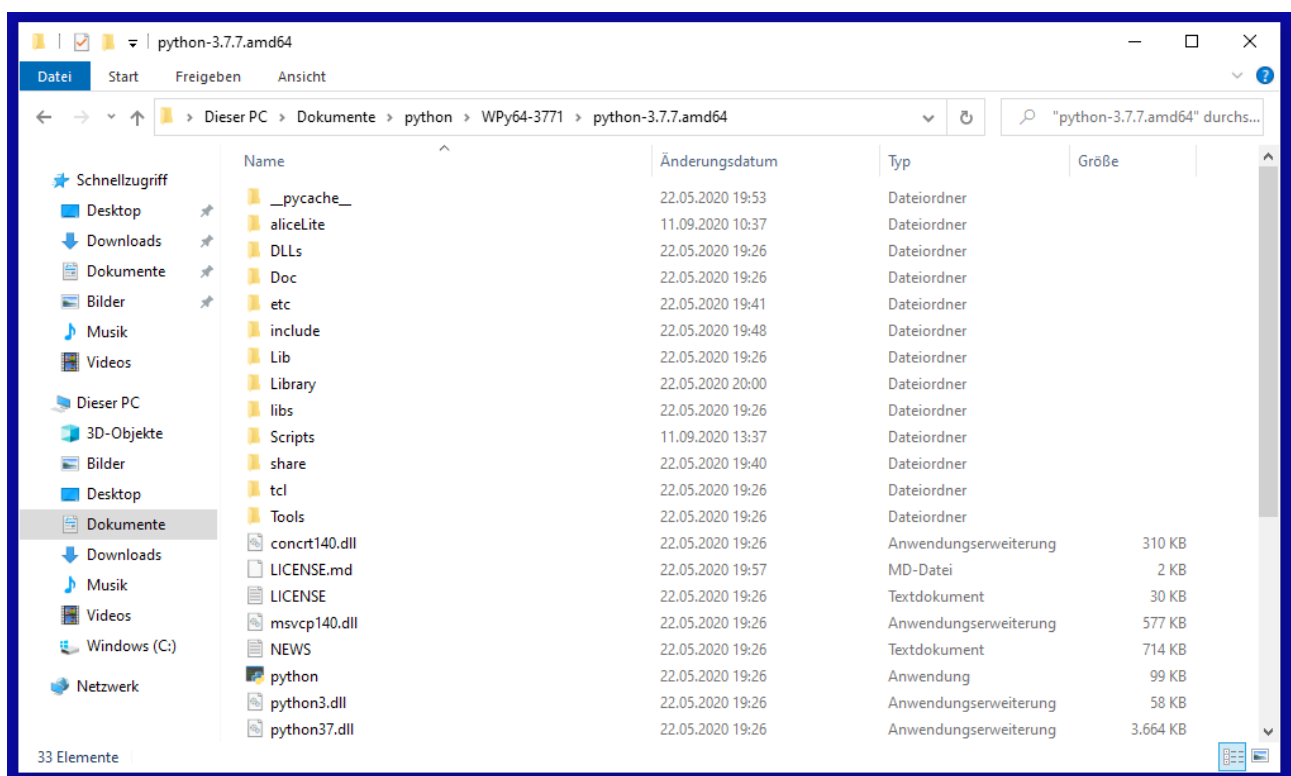 python-3.7.7.amd64
Datei Start Freigeben Ansicht
Dieser PC > Dokumente > python > WPy64-3771 > python-3.7.7.amd64 "python-3.7.7.amd64" durchs...
Schnellzugriff
Desktop
Downloads
Dokumente
Bilder
Musik
Videos
Dieser PC
3D-Objekte
Bilder
Desktop
Dokumente
Downloads
Musik
Videos
Windows (C:)
Netzwerk
Name Änderungsdatum Typ Größe
__pycache__ 22.05.2020 19:53 Dateiordner
aliceLite 11.09.2020 10:37 Dateiordner
DLLs 22.05.2020 19:26 Dateiordner
Doc 22.05.2020 19:26 Dateiordner
etc 22.05.2020 19:41 Dateiordner
include 22.05.2020 19:48 Dateiordner
Lib 22.05.2020 19:26 Dateiordner
Library 22.05.2020 20:00 Dateiordner
libs 22.05.2020 19:26 Dateiordner
Scripts 11.09.2020 13:37 Dateiordner
share 22.05.2020 19:40 Dateiordner
tcl 22.05.2020 19:26 Dateiordner
Tools 22.05.2020 19:26 Dateiordner
concrt140.dll 22.05.2020 19:26 Anwendungserweiterung 310 KB
LICENSE.md 22.05.2020 19:57 MD-Datei 2 KB
LICENSE 22.05.2020 19:26 Textdokument 30 KB
msvcp140.dll 22.05.2020 19:26 Anwendungserweiterung 577 KB
NEWS 22.05.2020 19:26 Textdokument 714 KB
python 22.05.2020 19:26 Anwendung 99 KB
python3.dll 22.05.2020 19:26 Anwendungserweiterung 58 KB
python37.dll 22.05.2020 19:26 Anwendungserweiterung 3.664 KB
33 Elemente